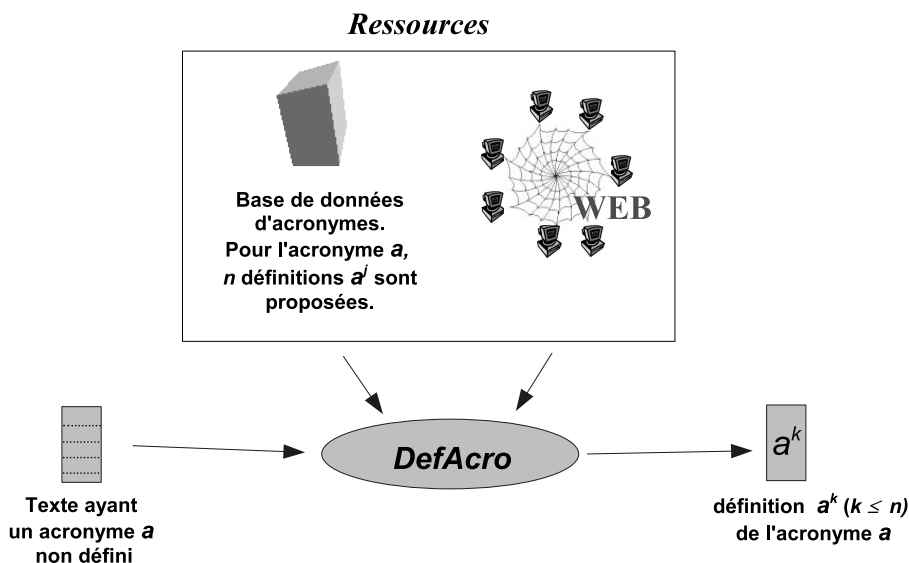 Ressources
Base de données
d'acronymes.
Pour l'acronyme a,
n définitions a^j sont
proposées.
WEB
DefAcro
Texte ayant
un acronyme a
non défini
a^k
définition a^k (k ≤ n)
de l'acronyme a